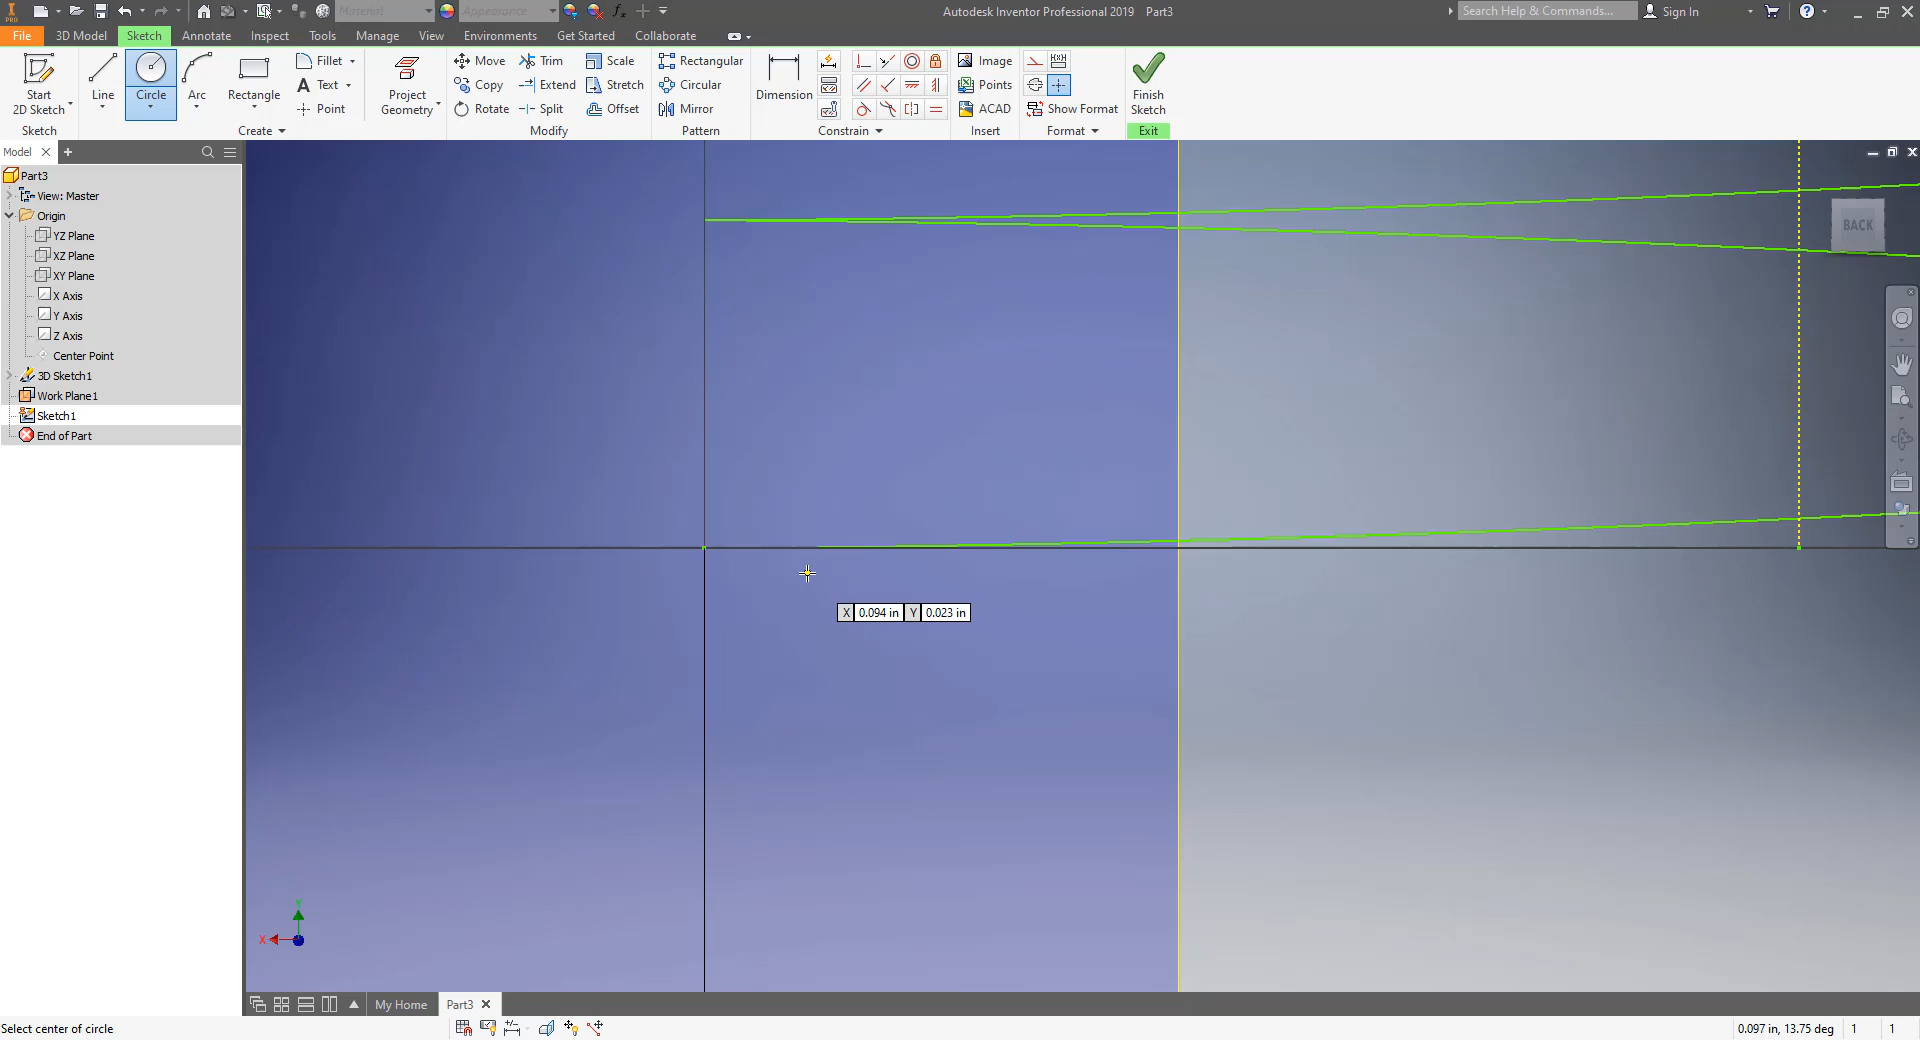 PRO
Material
Appearance
fx
Autodesk Inventor Professional 2019 Part3
Search Help & Commands...
Sign In
File
3D Model
Sketch
Annotate
Inspect
Tools
Manage
View
Environments
Get Started
Collaborate
Start
2D Sketch
Line
Circle
Arc
Rectangle
Fillet
Text
Point
Project
Geometry
Move
Copy
Rotate
Trim
Extend
Split
Scale
Stretch
Offset
Rectangular
Circular
Mirror
Dimension
Image
Points
ACAD
Show Format
Finish
Sketch
Sketch
Create
Modify
Pattern
Constrain
Insert
Format
Exit
Model
Part3
View: Master
Origin
YZ Plane
XZ Plane
XY Plane
X Axis
Y Axis
Z Axis
Center Point
3D Sketch1
Work Plane1
Sketch1
End of Part
BACK
X 0.094 in Y 0.023 in
Y
X
My Home
Part3
Select center of circle
0.097 in, 13.75 deg 1 1